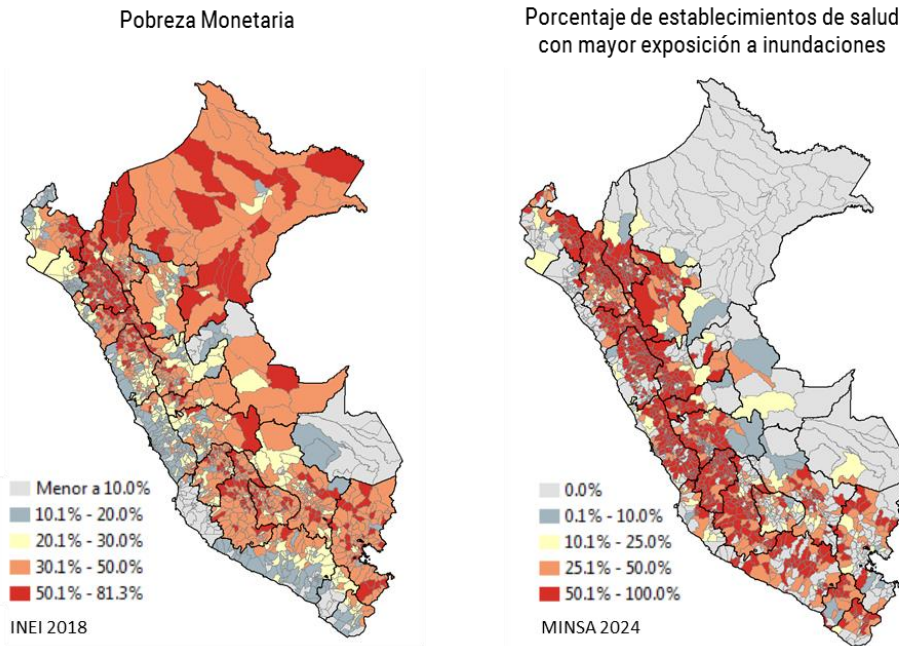 Pobreza Monetaria
Menor a 10.0%
10.1% - 20.0%
20.1% - 30.0%
30.1% - 50.0%
50.1% - 81.3%
INEI 2018
Porcentaje de establecimientos de salud
con mayor exposición a inundaciones
0.0%
0.1% - 10.0%
10.1% - 25.0%
25.1% - 50.0%
50.1% - 100.0%
MINSA 2024